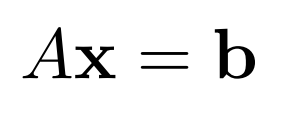 Ax = b